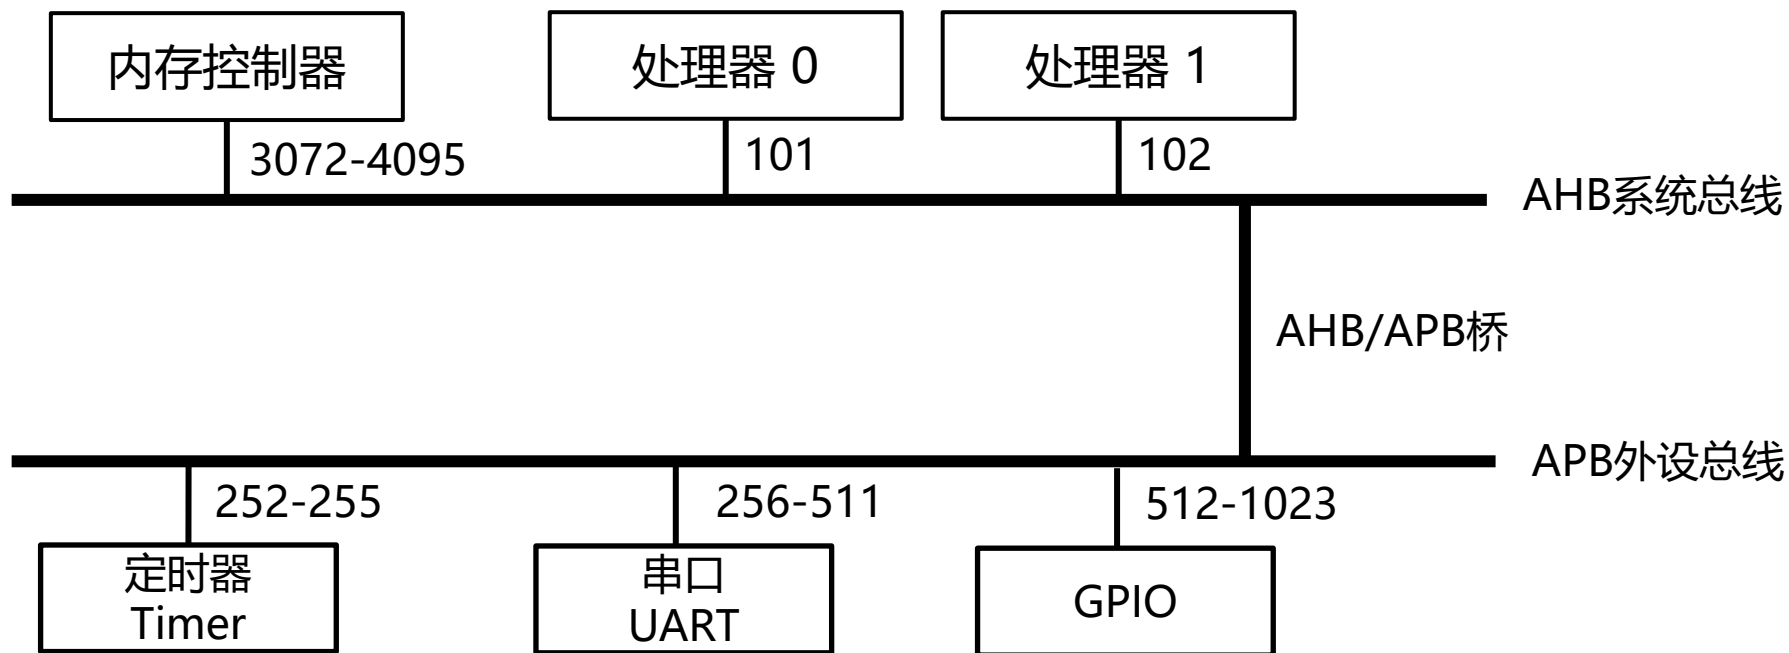 内存控制器
处理器 0
处理器 1
3072-4095
101
102
AHB系统总线
AHB/APB桥
APB外设总线
252-255
256-511
512-1023
定时器
Timer
串口
UART
GPIO